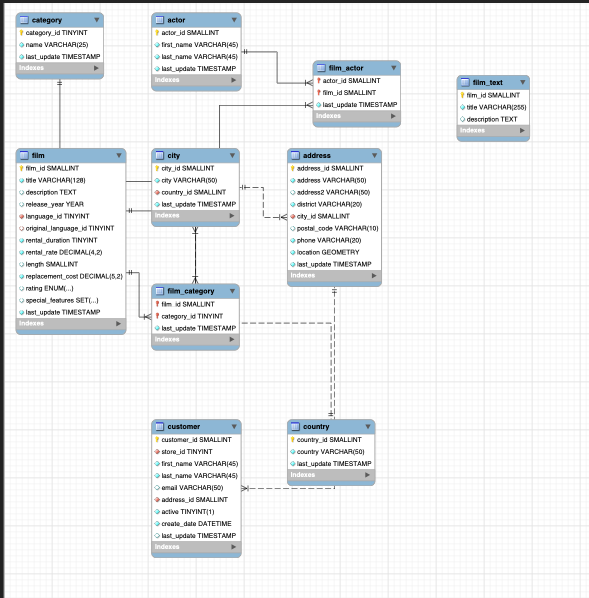 category
category_id TINYINT
name VARCHAR(25)
last_update TIMESTAMP
Indexes
actor
actor_id SMALLINT
first_name VARCHAR(45)
last_name VARCHAR(45)
last_update TIMESTAMP
Indexes
film_actor
actor_id SMALLINT
film_id SMALLINT
last_update TIMESTAMP
Indexes
film_text
film_id SMALLINT
title VARCHAR(255)
description TEXT
Indexes
film
film_id SMALLINT
title VARCHAR(128)
description TEXT
release_year YEAR
language_id TINYINT
original_language_id TINYINT
rental_duration TINYINT
rental_rate DECIMAL(4,2)
length SMALLINT
replacement_cost DECIMAL(5,2)
rating ENUM(...)
special_features SET(...)
last_update TIMESTAMP
Indexes
city
city_id SMALLINT
city VARCHAR(50)
country_id SMALLINT
last_update TIMESTAMP
Indexes
address
address_id SMALLINT
address VARCHAR(50)
address2 VARCHAR(50)
district VARCHAR(20)
city_id SMALLINT
postal_code VARCHAR(10)
phone VARCHAR(20)
location GEOMETRY
last_update TIMESTAMP
Indexes
film_category
film_id SMALLINT
category_id TINYINT
last_update TIMESTAMP
Indexes
customer
customer_id SMALLINT
store_id TINYINT
first_name VARCHAR(45)
last_name VARCHAR(45)
email VARCHAR(50)
address_id SMALLINT
active TINYINT(1)
create_date DATETIME
last_update TIMESTAMP
Indexes
country
country_id SMALLINT
country VARCHAR(50)
last_update TIMESTAMP
Indexes